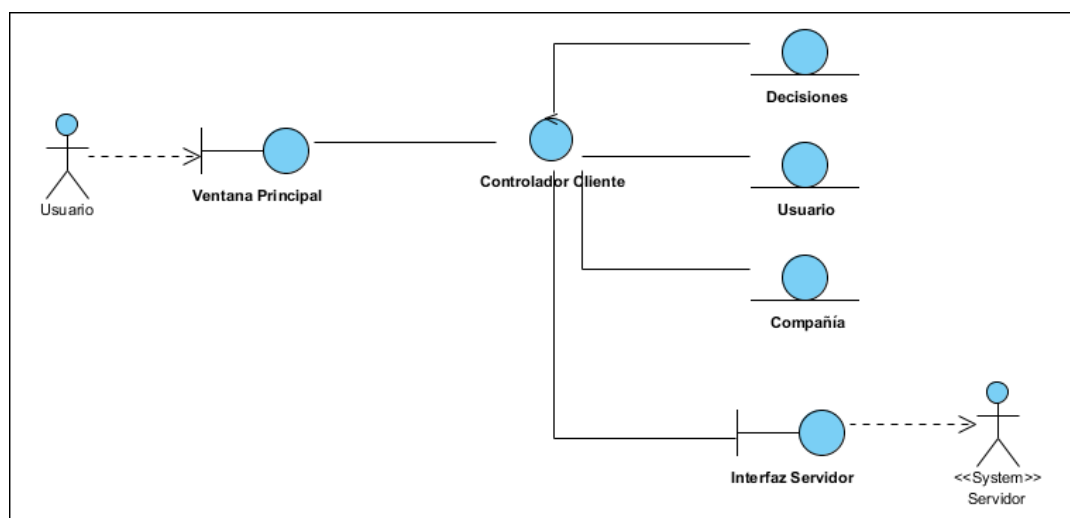 Decisiones
Usuario
Ventana Principal
Controlador Cliente
Usuario
Compañía
Interfaz Servidor
<<System>>
Servidor